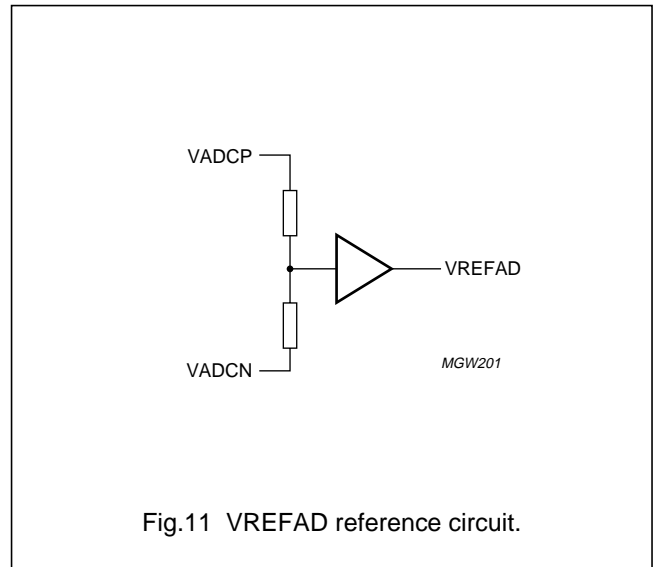 VADCP
VREFAD
VADCN
MGW201
Fig.11 VREFAD reference circuit.